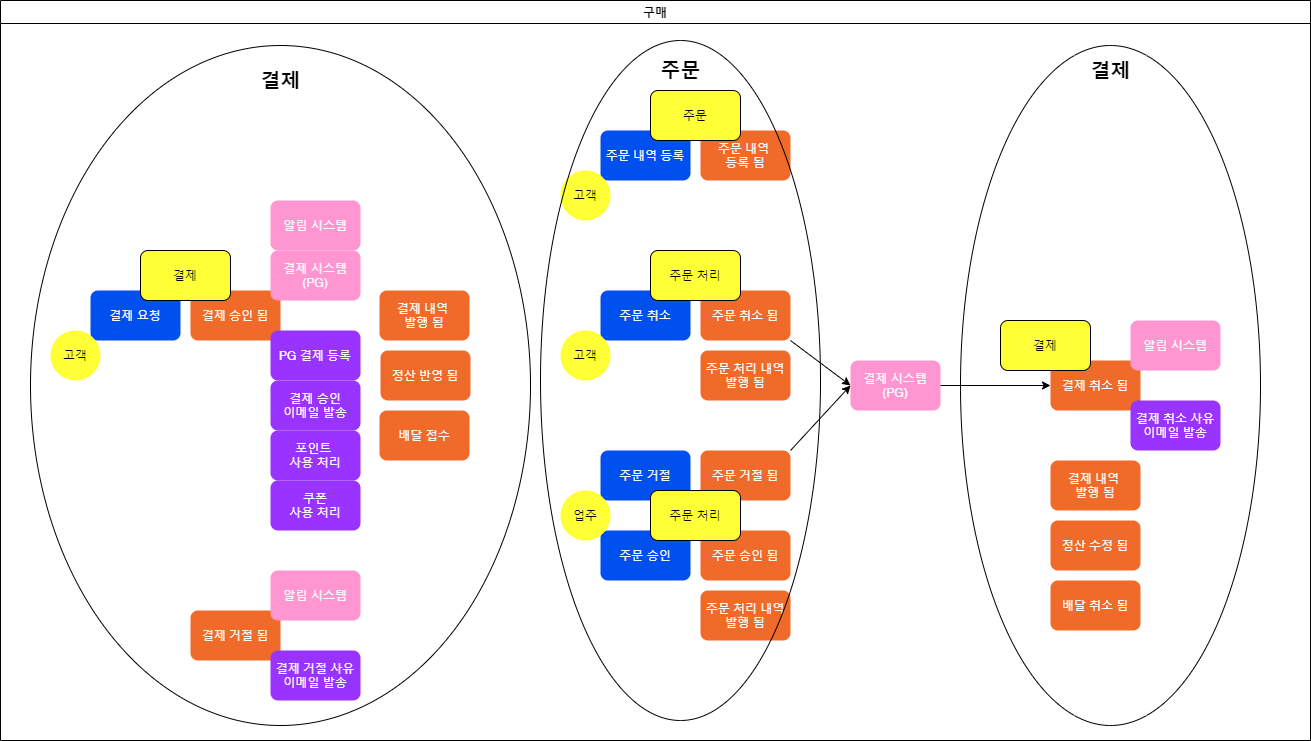 구매
결제
알림 시스템
결제 시스템
(PG)
결제
결제 요청
결제 승인 됨
고객
PG 결제 등록
결제 승인
이메일 발송
포인트
사용 처리
쿠폰
사용 처리
결제 내역
발행 됨
정산 반영 됨
배달 접수
알림 시스템
결제 거절 됨
결제 거절 사유
이메일 발송
주문
주문
주문 내역 등록
주문 내역
등록 됨
고객
주문 처리
주문 취소
주문 취소 됨
고객
주문 처리 내역
발행 됨
주문 거절
주문 거절 됨
업주
주문 처리
주문 승인
주문 승인 됨
주문 처리 내역
발행 됨
결제 시스템
(PG)
결제
결제
알림 시스템
결제 취소 됨
결제 취소 사유
이메일 발송
결제 내역
발행 됨
정산 수정 됨
배달 취소 됨